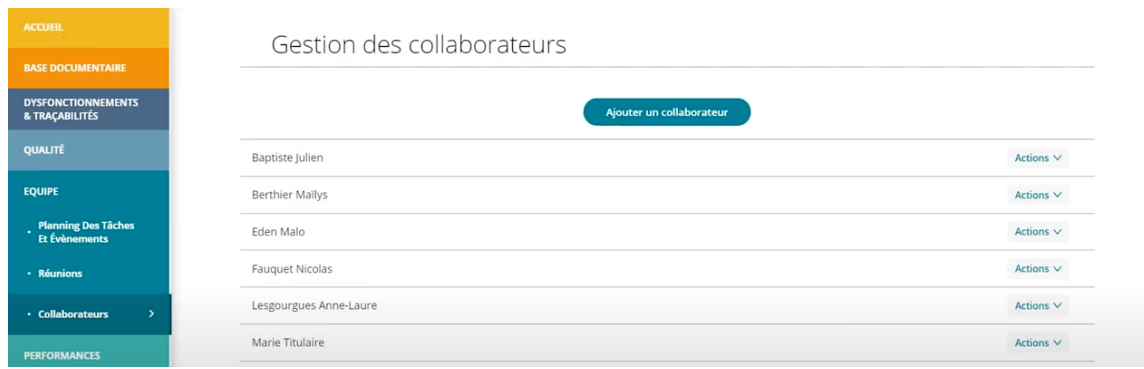 ACCUEIL
BASE DOCUMENTAIRE
DYSFONCTIONNEMENTS
& TRAÇABILITÉS
QUALITÉ
EQUIPE
Planning Des Tâches
Et Évènements
Réunions
Collaborateurs
PERFORMANCES
Gestion des collaborateurs
Ajouter un collaborateur
Baptiste Julien Actions
Berthier Maïlys Actions
Eden Malo Actions
Fauquet Nicolas Actions
Lesgourgues Anne-Laure Actions
Marie Titulaire Actions